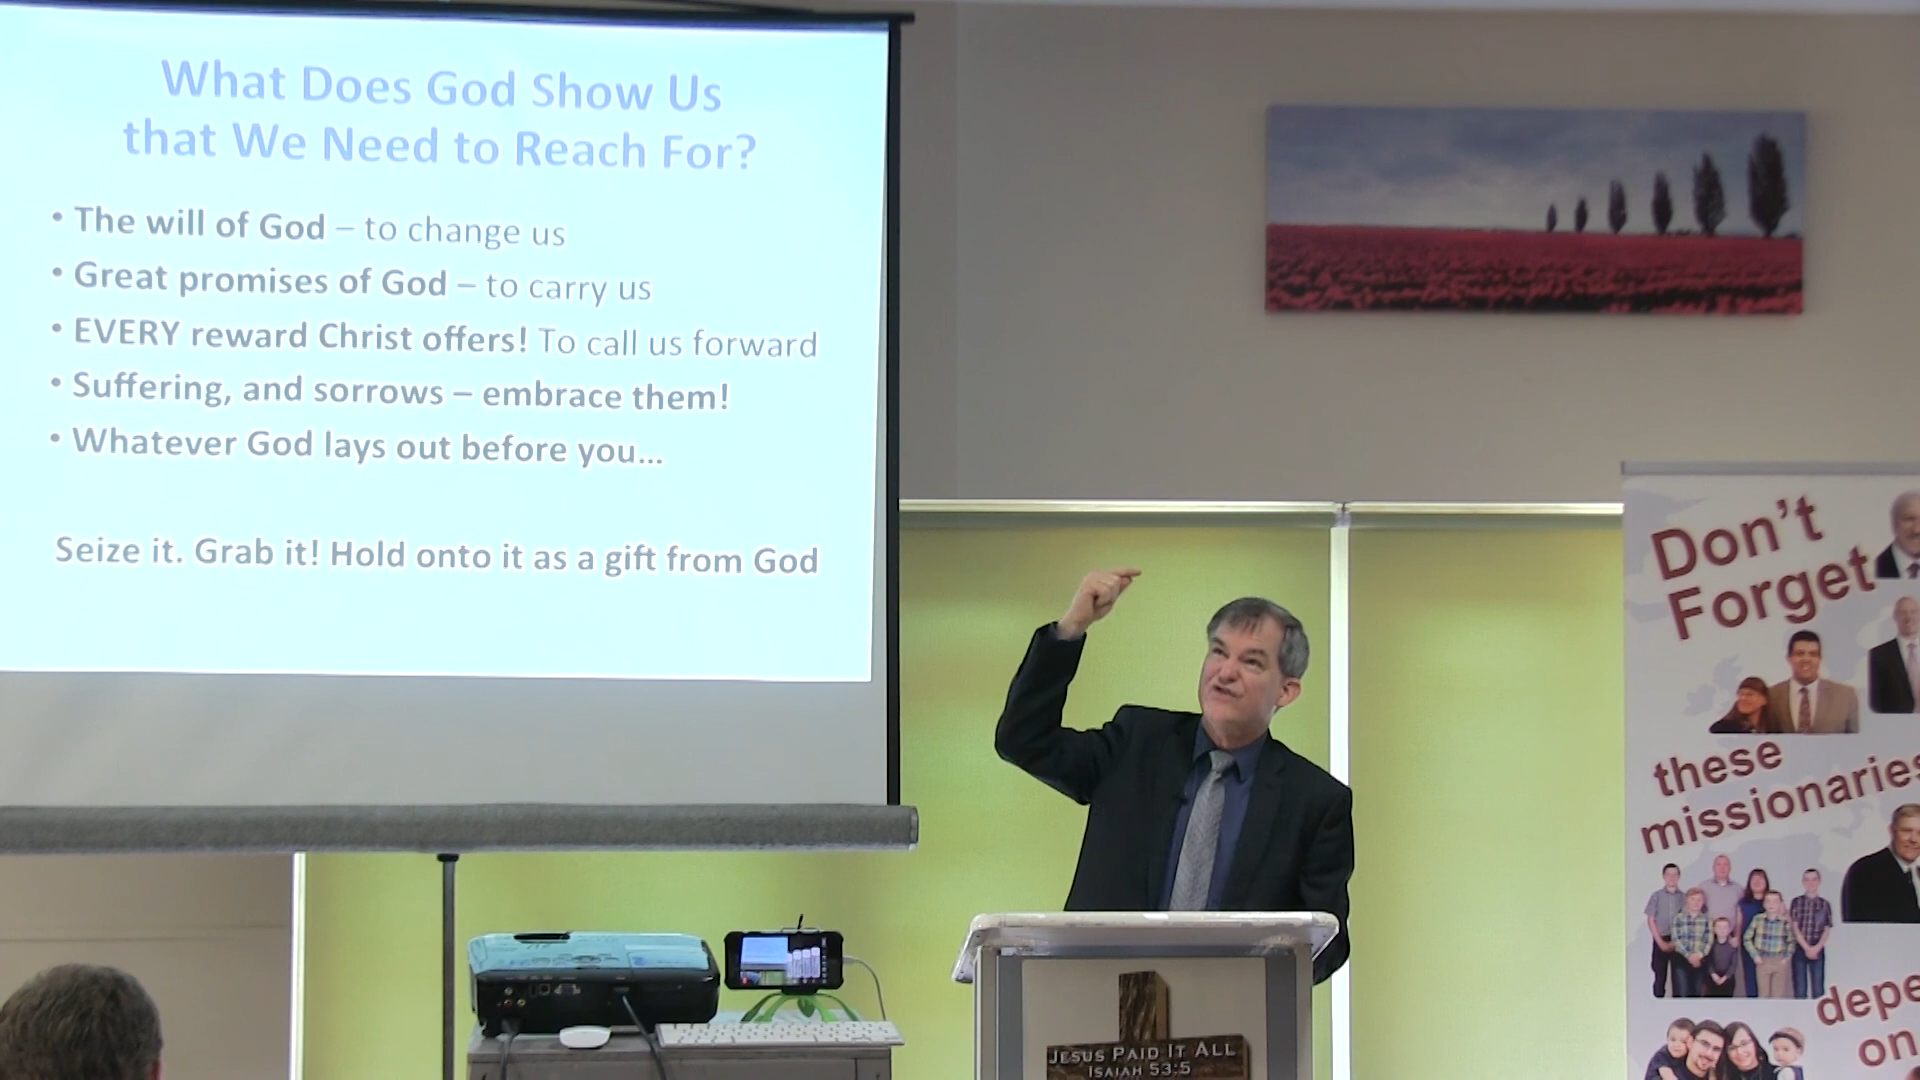 What Does God Show Us
that We Need to Reach For?
• The will of God – to change us
• Great promises of God – to carry us
• EVERY reward Christ offers! To call us forward
• Suffering, and sorrows – embrace them!
• Whatever God lays out before you...
Seize it. Grab it! Hold onto it as a gift from God
Don't
Forget
these
missionaries
depe
on
JESUS PAID IT ALL
ISAIAH 53:5